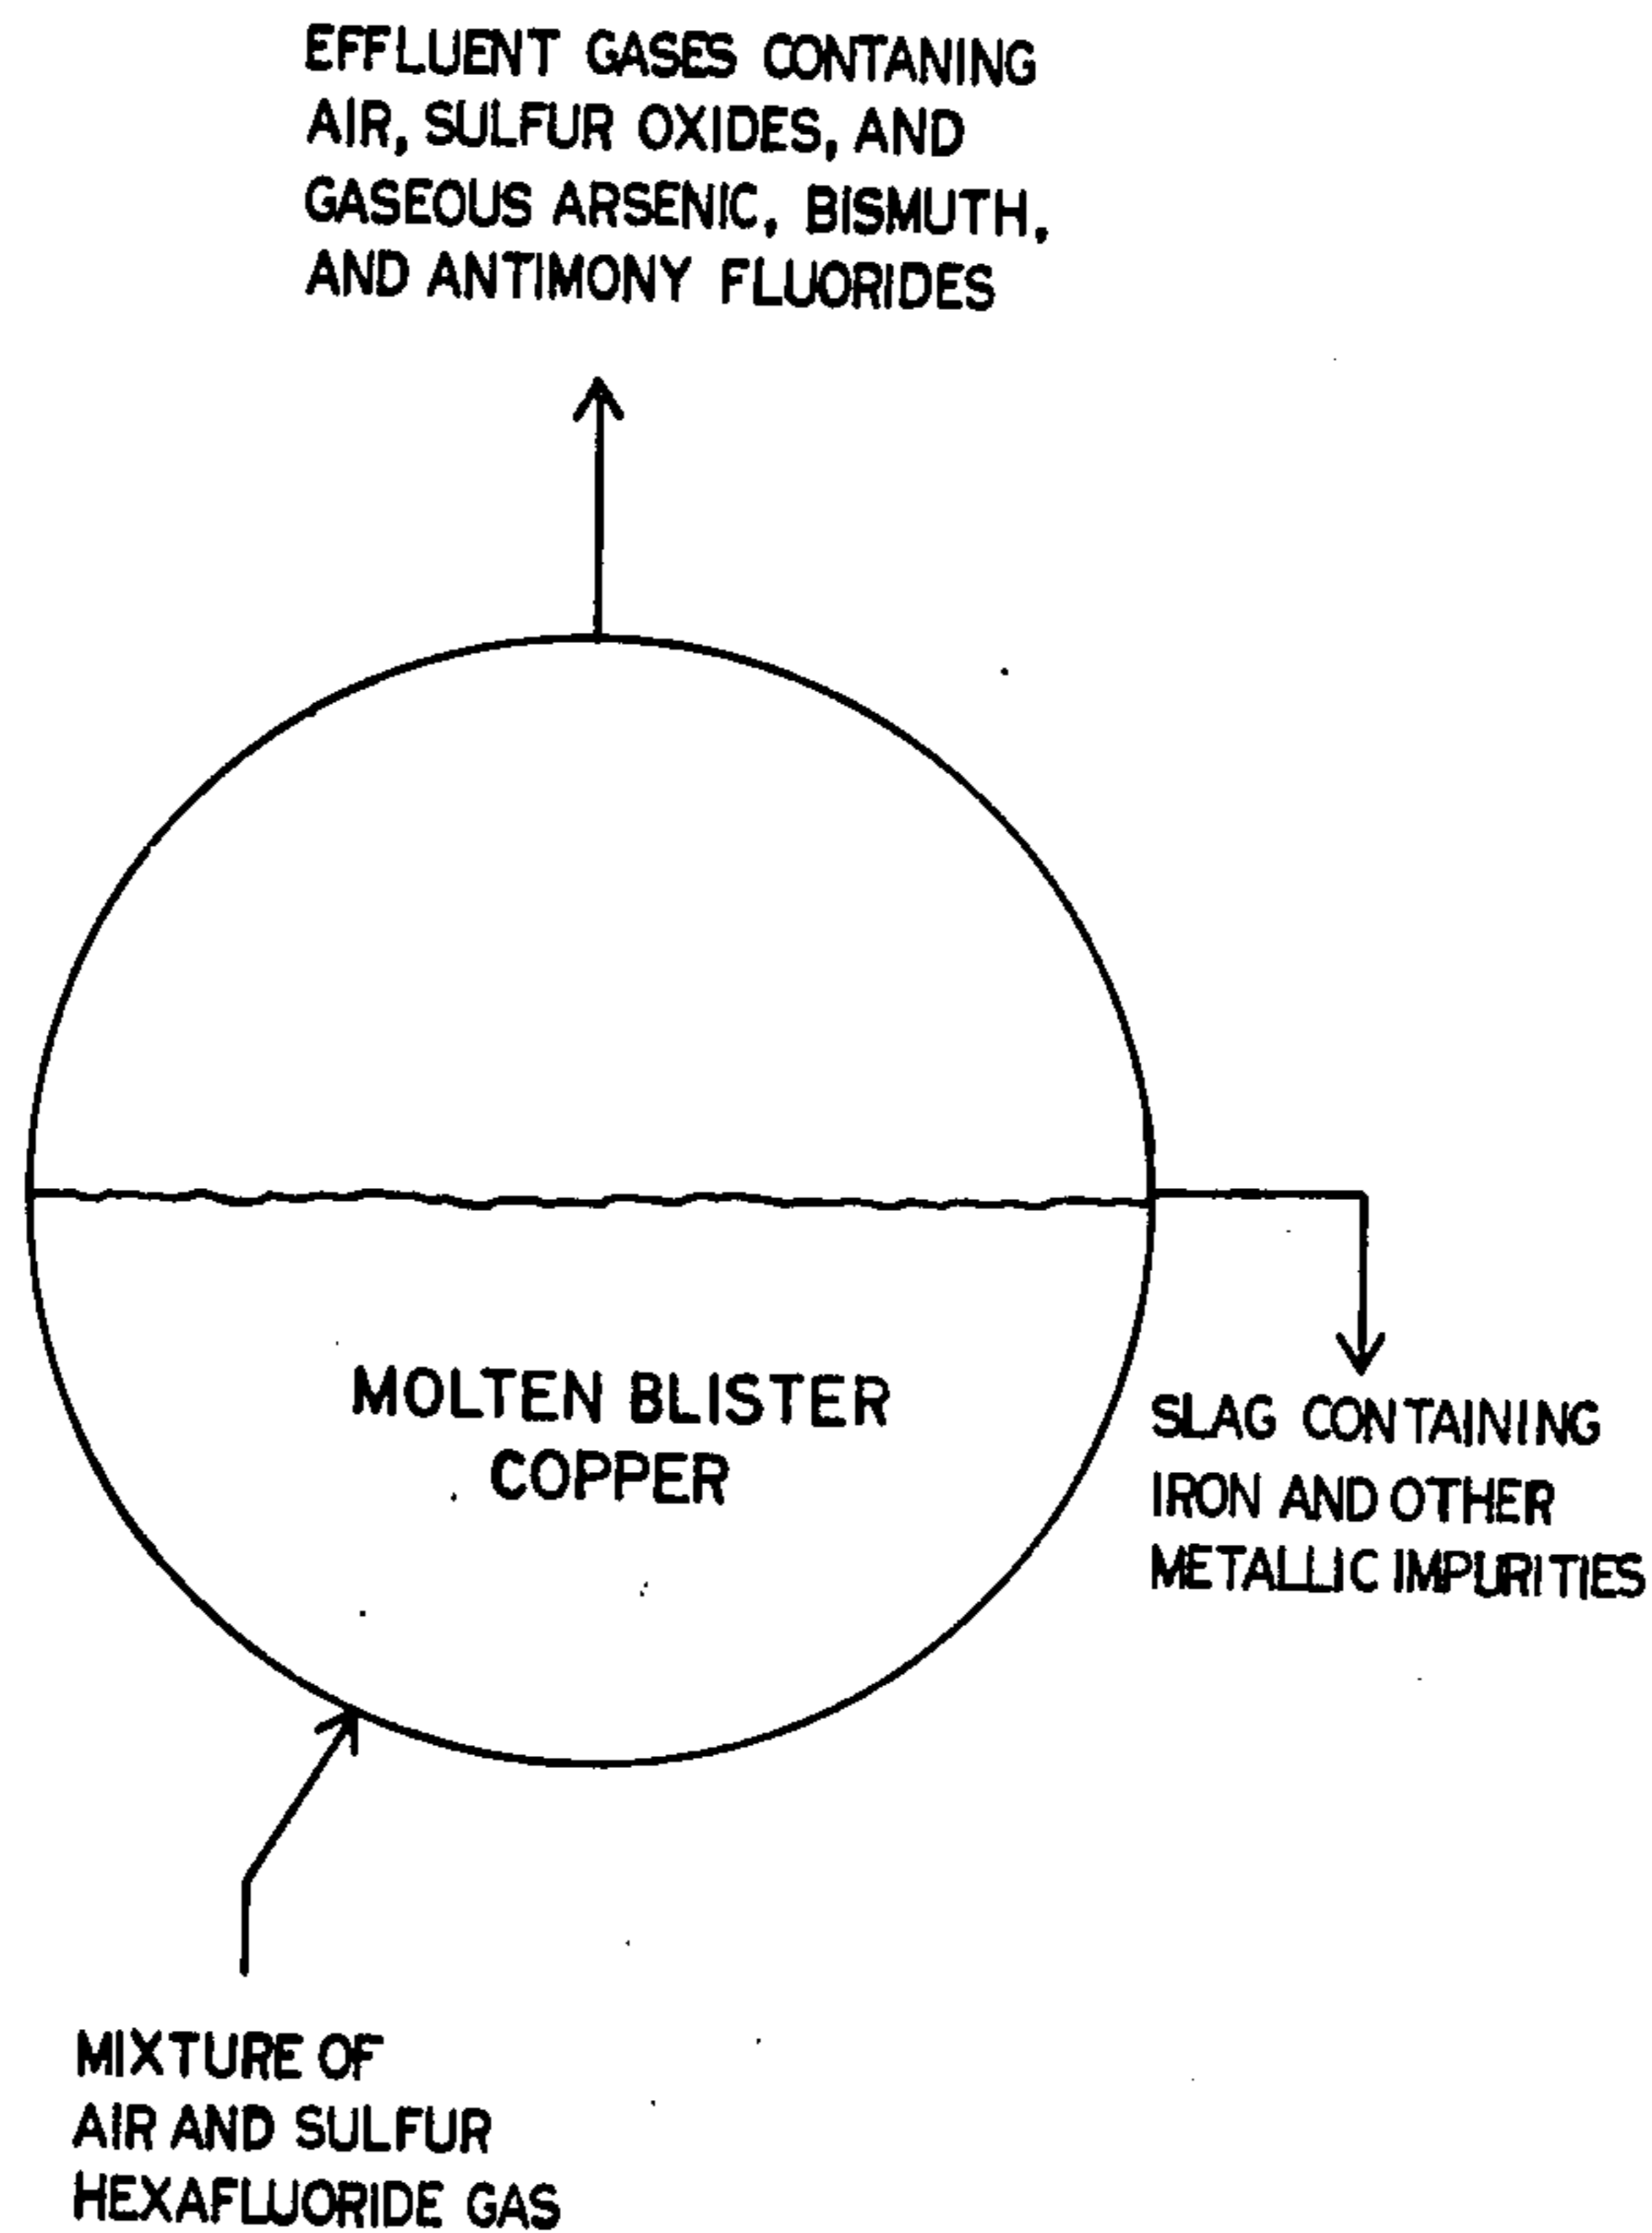 EFFLUENT GASES CONTANING
AIR, SULFUR OXIDES, AND
GASEOUS ARSENIC, BISMUTH,
AND ANTIMONY FLUORIDES
MOLTEN BLISTER
COPPER
SLAG CONTAINING
IRON AND OTHER
METALLIC IMPURITIES
MIXTURE OF
AIR AND SULFUR
HEXAFLUORIDE GAS